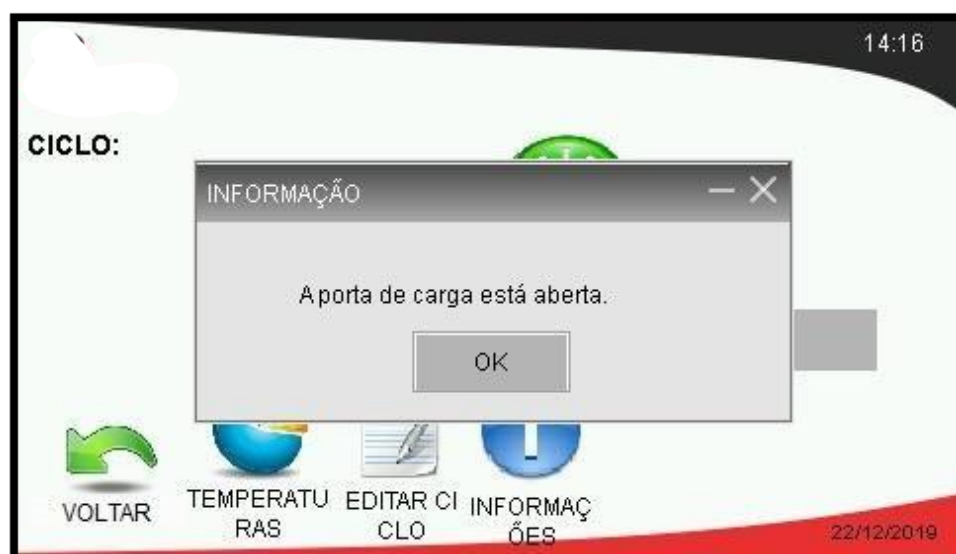 14:16
CICLO:
INFORMAÇÃO
A porta de carga está aberta.
OK
VOLTAR
TEMPERATU
RAS
EDITAR CI
CLO
INFORMAÇ
ÕES
22/12/2019